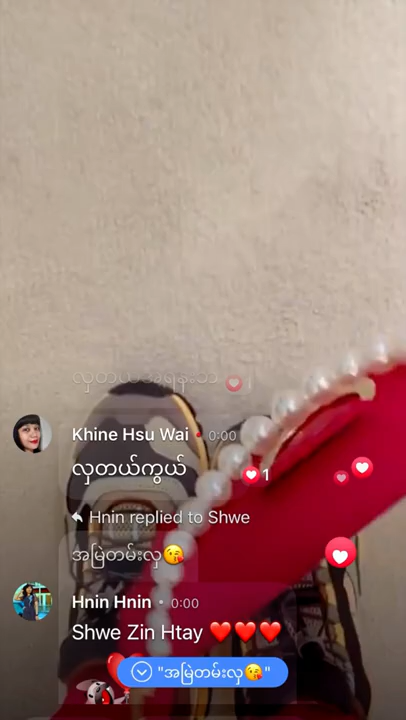 Khine Hsu Wai • 0:00
လှတယ်ကွယ်
1
Hnin replied to Shwe
အမြဲတမ်းလှ😘
Hnin Hnin • 0:00
Shwe Zin Htay ❤️❤️❤️
"အမြဲတမ်းလှ😘"